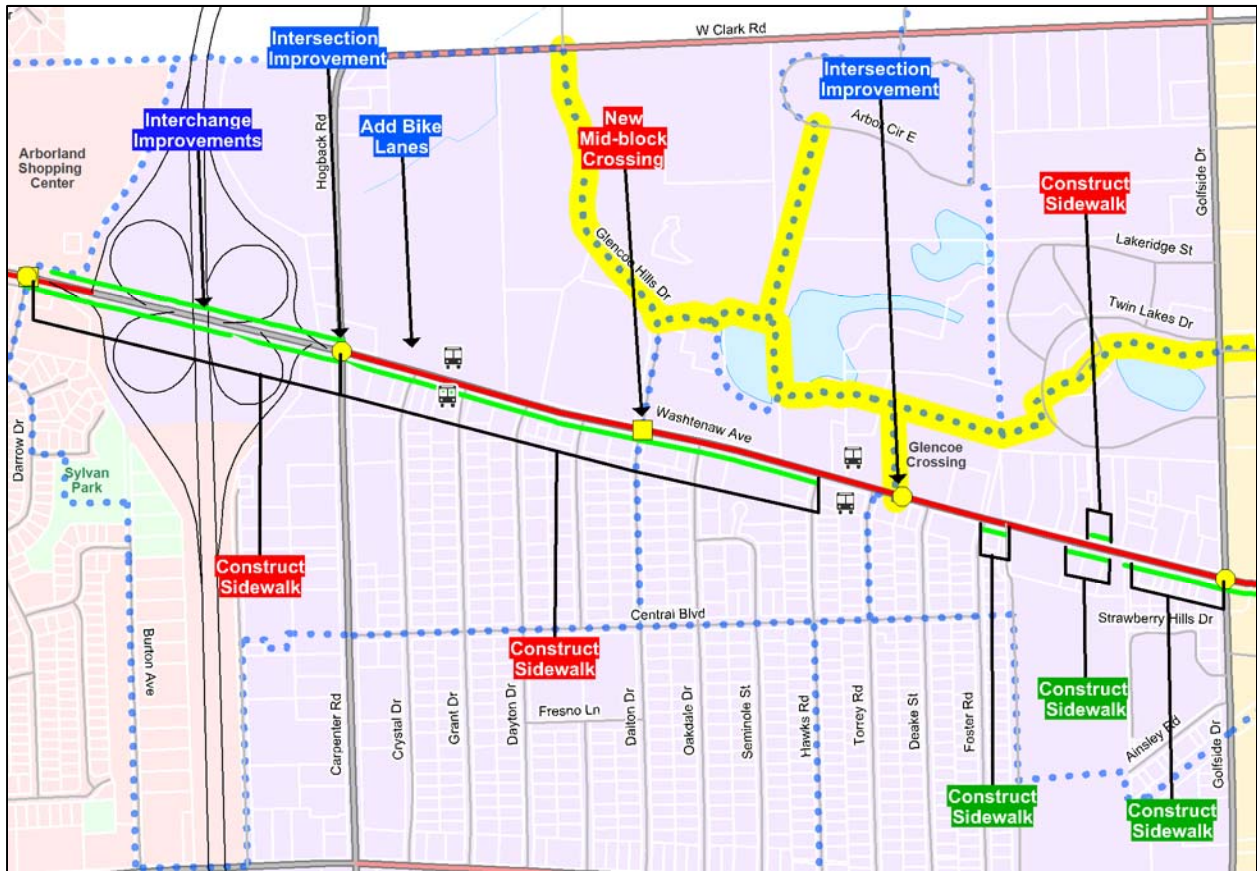 W Clark Rd
Intersection
Improvement
Intersection
Improvement
Interchange
Improvements
Add Bike
Lanes
New
Mid-block
Crossing
Arbor Cir E
Arborland
Shopping
Center
Hogback Rd
Golfside Dr
Construct
Sidewalk
Lakeridge St
Glencoe Hills Dr
Twin Lakes Dr
Washtenaw Ave
Glencoe
Crossing
Darrow Dr
Sylvan
Park
Construct
Sidewalk
Central Blvd
Strawberry Hills Dr
Construct
Sidewalk
Burton Ave
Construct
Sidewalk
Carpenter Rd
Crystal Dr
Grant Dr
Dayton Dr
Fresno Ln
Dalton Dr
Oakdale Dr
Seminole St
Hawks Rd
Torrey Rd
Deake St
Foster Rd
Ainsley Rd
Golfside Dr
Construct
Sidewalk
Construct
Sidewalk